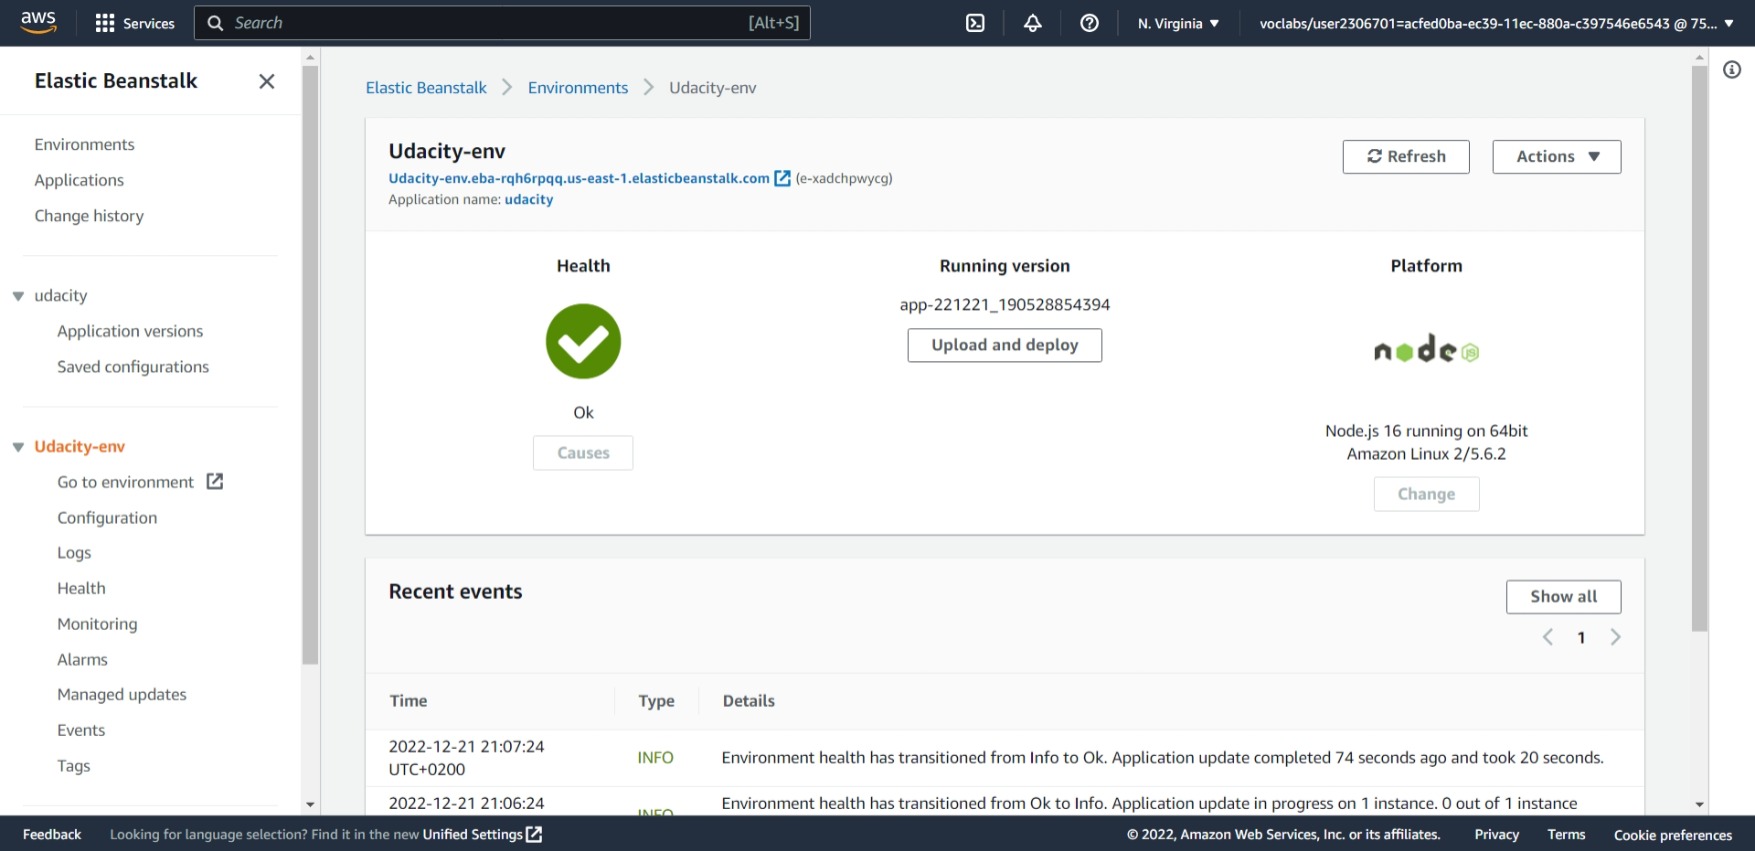 aws
Services
Search
[Alt+S]
N. Virginia ▼
voclabs/user2306701=acfed0ba-ec39-11ec-880a-c397546e6543 @ 75... ▼
Elastic Beanstalk
Environments
Applications
Change history
udacity
Application versions
Saved configurations
Udacity-env
Go to environment
Configuration
Logs
Health
Monitoring
Alarms
Managed updates
Events
Tags
Elastic Beanstalk > Environments > Udacity-env
Udacity-env
Udacity-env.eba-rqh6rpqq.us-east-1.elasticbeanstalk.com (e-xadchpwycg)
Application name: udacity
Refresh
Actions ▼
Health
Ok
Causes
Running version
app-221221_190528854394
Upload and deploy
Platform
node JS
Node.js 16 running on 64bit
Amazon Linux 2/5.6.2
Change
Recent events
Show all
< 1 >
Time Type Details
2022-12-21 21:07:24
UTC+0200
INFO
Environment health has transitioned from Info to Ok. Application update completed 74 seconds ago and took 20 seconds.
2022-12-21 21:06:24
INFO
Environment health has transitioned from Ok to Info. Application update in progress on 1 instance. 0 out of 1 instance
Feedback
Looking for language selection? Find it in the new Unified Settings
© 2022, Amazon Web Services, Inc. or its affiliates.
Privacy
Terms
Cookie preferences